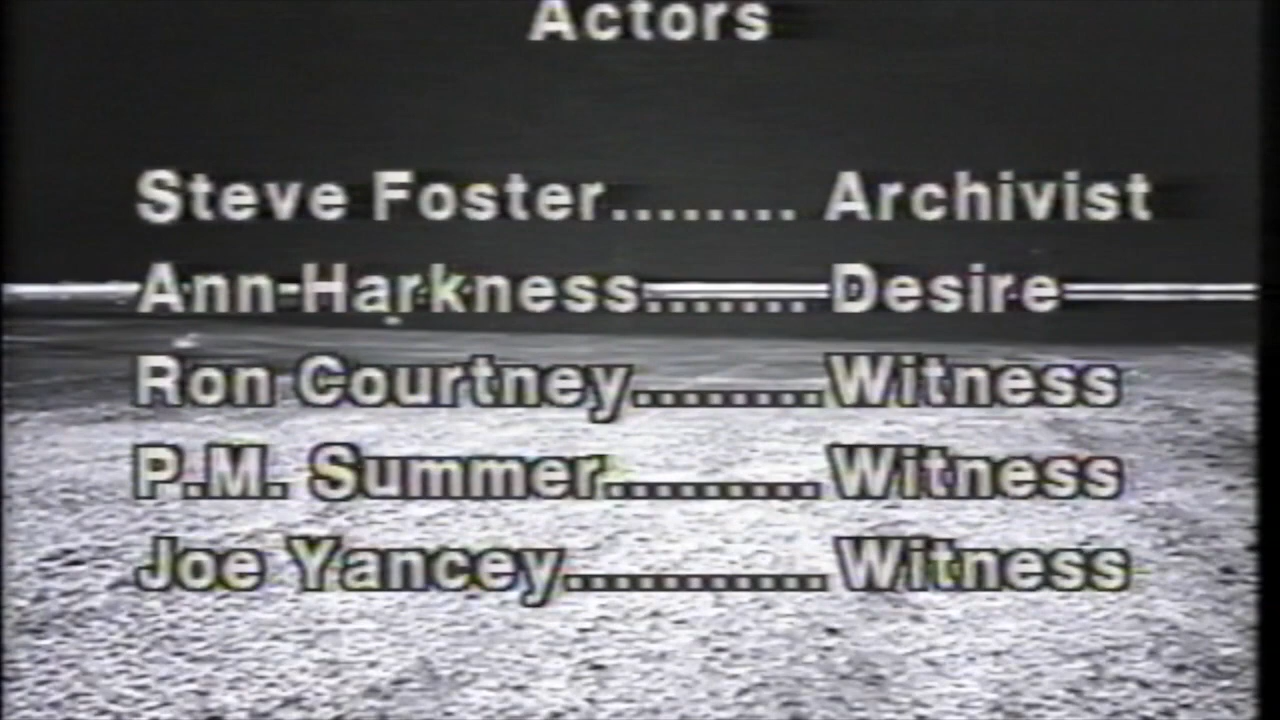 Actors
Steve Foster........ Archivist
Ann Harkness....... Desire
Ron Courtney........Witness
P.M. Summer......... Witness
Joe Yancey........... Witness